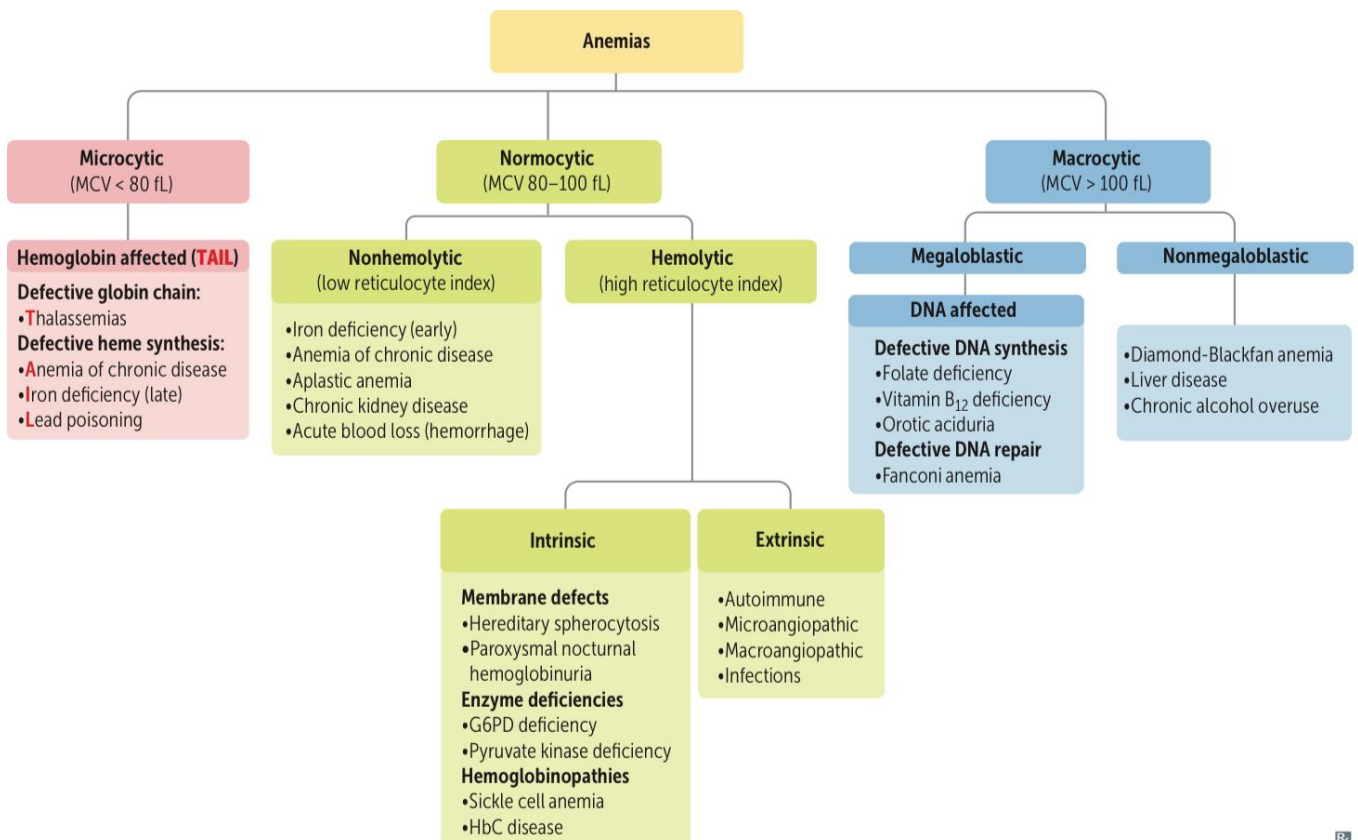 Anemias
Microcytic
(MCV < 80 fL)
Normocytic
(MCV 80–100 fL)
Macrocytic
(MCV > 100 fL)
Hemoglobin affected (TAIL)
Defective globin chain:
•Thalassemias
Defective heme synthesis:
•Anemia of chronic disease
•Iron deficiency (late)
•Lead poisoning
Nonhemolytic
(low reticulocyte index)
•Iron deficiency (early)
•Anemia of chronic disease
•Aplastic anemia
•Chronic kidney disease
•Acute blood loss (hemorrhage)
Hemolytic
(high reticulocyte index)
Megaloblastic
DNA affected
Defective DNA synthesis
•Folate deficiency
•Vitamin B₁₂ deficiency
•Orotic aciduria
Defective DNA repair
•Fanconi anemia
Nonmegaloblastic
•Diamond-Blackfan anemia
•Liver disease
•Chronic alcohol overuse
Intrinsic
Membrane defects
•Hereditary spherocytosis
•Paroxysmal nocturnal
hemoglobinuria
Enzyme deficiencies
•G6PD deficiency
•Pyruvate kinase deficiency
Hemoglobinopathies
•Sickle cell anemia
•HbC disease
Extrinsic
•Autoimmune
•Microangiopathic
•Macroangiopathic
•Infections